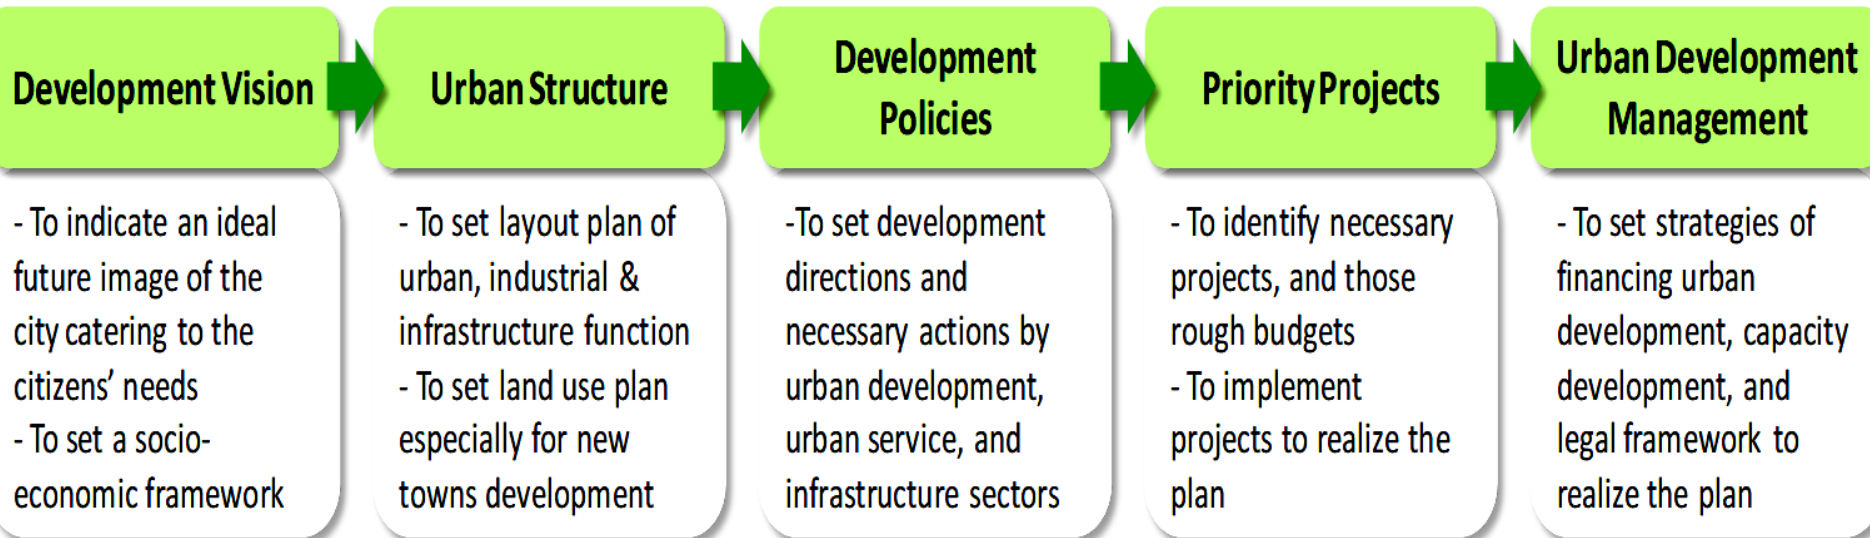 Development Vision
- To indicate an ideal
future image of the
city catering to the
citizens’ needs
- To set a socio-
economic framework
Urban Structure
- To set layout plan of
urban, industrial &
infrastructure function
- To set land use plan
especially for new
towns development
Development
Policies
-To set development
directions and
necessary actions by
urban development,
urban service, and
infrastructure sectors
Priority Projects
- To identify necessary
projects, and those
rough budgets
- To implement
projects to realize the
plan
Urban Development
Management
- To set strategies of
financing urban
development, capacity
development, and
legal framework to
realize the plan